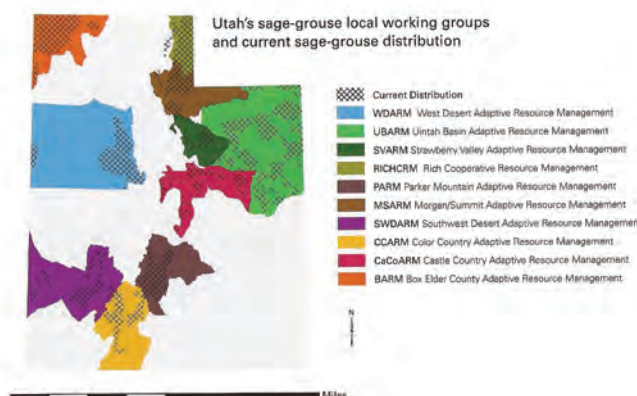 Utah's sage-grouse local working groups
and current sage-grouse distribution
Current Distribution
WDARM West Desert Adaptive Resource Management
UBARM Uintah Basin Adaptive Resource Management
SVARM Strawberry Valley Adaptive Resource Management
RICHCRM Rich Cooperative Resource Management
PARM Parker Mountain Adaptive Resource Management
MSARM Morgan/Summit Adaptive Resource Management
SWDARM Southwest Desert Adaptive Resource Management
CCARM Color Country Adaptive Resource Management
CaCoARM Castle Country Adaptive Resource Management
BARM Box Elder County Adaptive Resource Management
N
Miles